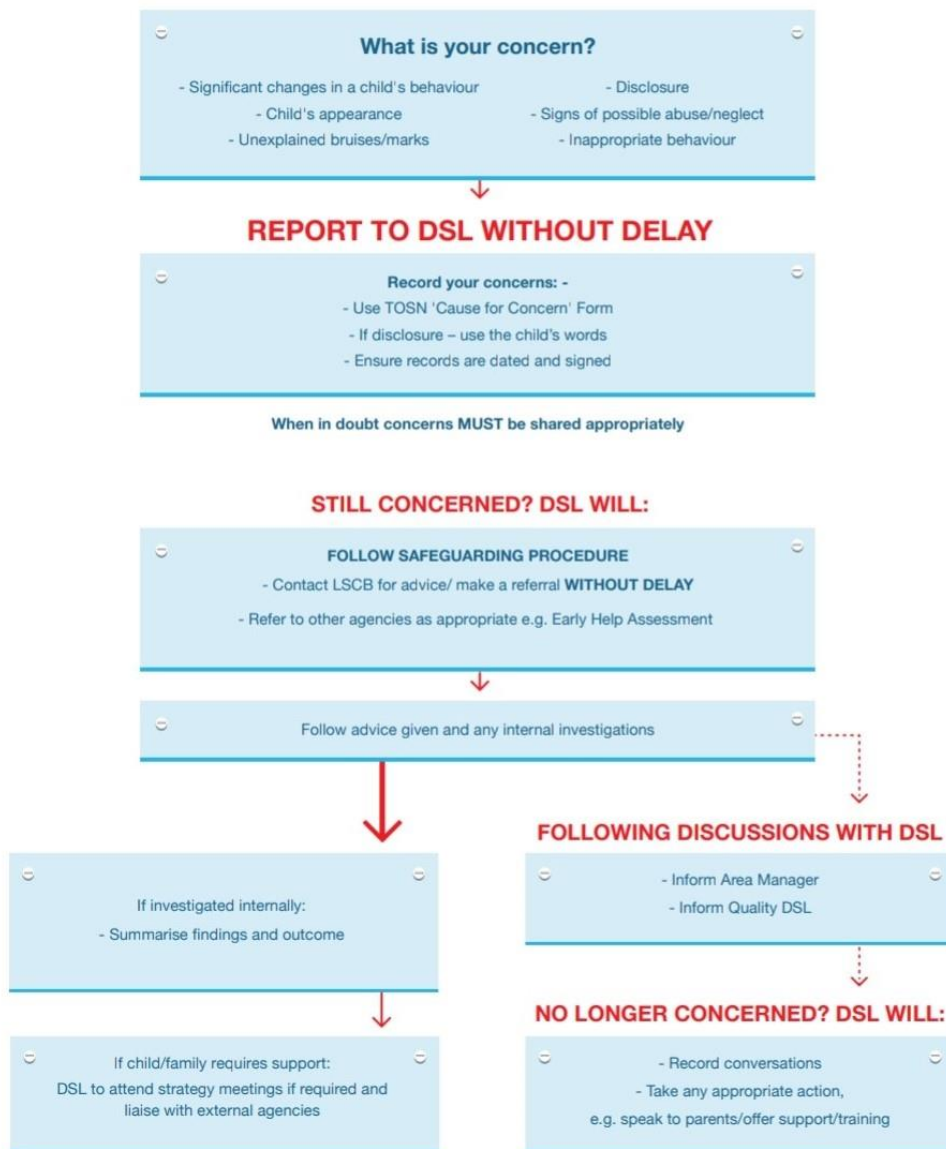 What is your concern?
- Significant changes in a child's behaviour
- Child's appearance
- Unexplained bruises/marks
- Disclosure
- Signs of possible abuse/neglect
- Inappropriate behaviour
REPORT TO DSL WITHOUT DELAY
Record your concerns: -
- Use TOSN 'Cause for Concern' Form
- If disclosure – use the child's words
- Ensure records are dated and signed
When in doubt concerns MUST be shared appropriately
STILL CONCERNED? DSL WILL:
FOLLOW SAFEGUARDING PROCEDURE
- Contact LSCB for advice/ make a referral WITHOUT DELAY
- Refer to other agencies as appropriate e.g. Early Help Assessment
Follow advice given and any internal investigations
If investigated internally:
- Summarise findings and outcome
If child/family requires support:
DSL to attend strategy meetings if required and
liaise with external agencies
FOLLOWING DISCUSSIONS WITH DSL
- Inform Area Manager
- Inform Quality DSL
NO LONGER CONCERNED? DSL WILL:
- Record conversations
- Take any appropriate action,
e.g. speak to parents/offer support/training